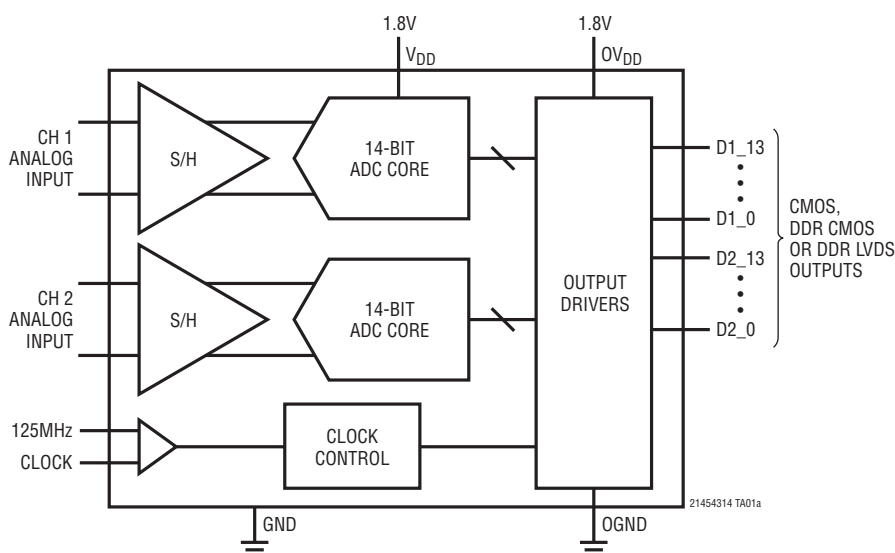 1.8V
1.8V
VDD
OVDD
CH 1
ANALOG
INPUT
S/H
14-BIT
ADC CORE
D1_13
D1_0
D2_13
D2_0
CMOS,
DDR CMOS
OR DDR LVDS
OUTPUTS
OUTPUT
DRIVERS
CH 2
ANALOG
INPUT
S/H
14-BIT
ADC CORE
125MHz
CLOCK
CLOCK
CONTROL
21454314 TA01a
GND
OGND